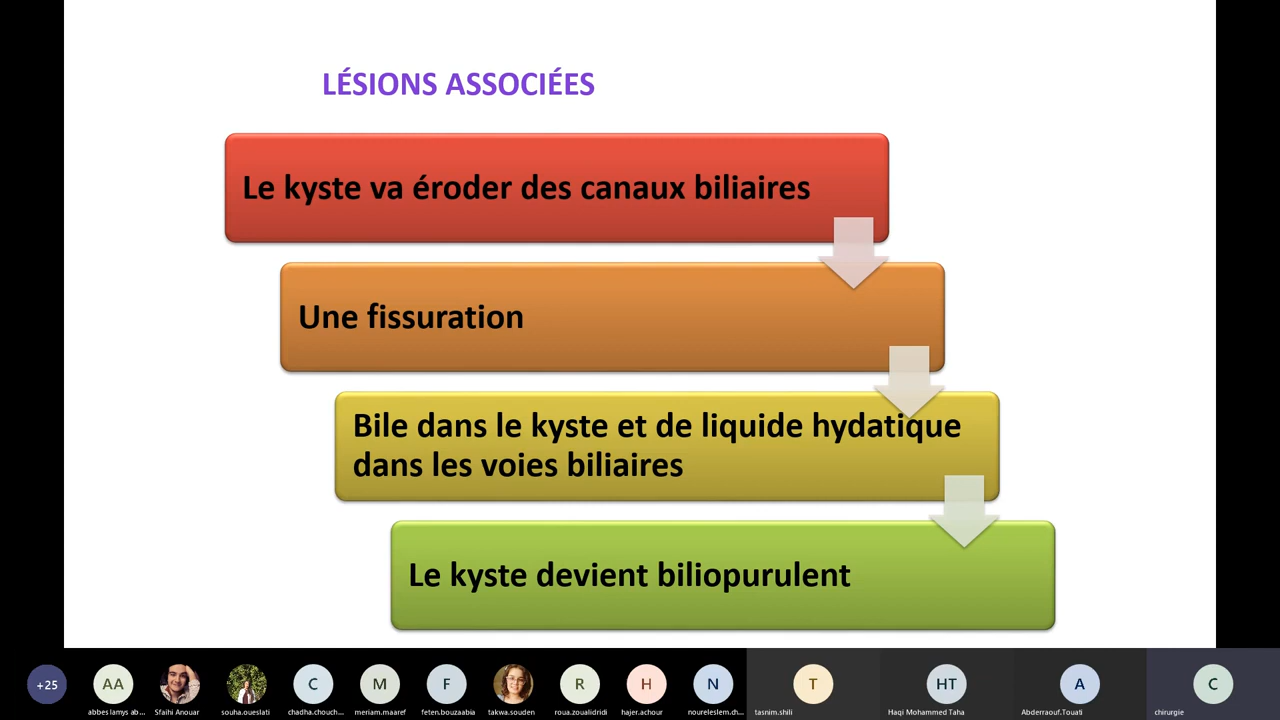 LÉSIONS ASSOCIÉES
Le kyste va éroder des canaux biliaires
Une fissuration
Bile dans le kyste et de liquide hydatique
dans les voies biliaires
Le kyste devient biliopurulent
+25
AA
C
M
F
R
H
N
T
HT
A
C
abbes lamys ab...
Sfaihi Anouar
souha.oueslati
chadha.chouch...
meriam.maaref
feten.bouzaabia
takwa.souden
roua.zoualidridi
hajer.achour
noureleslem.ch...
tasnim.shili
Haqi Mohammed Taha
Abderraouf.Touati
chirurgie